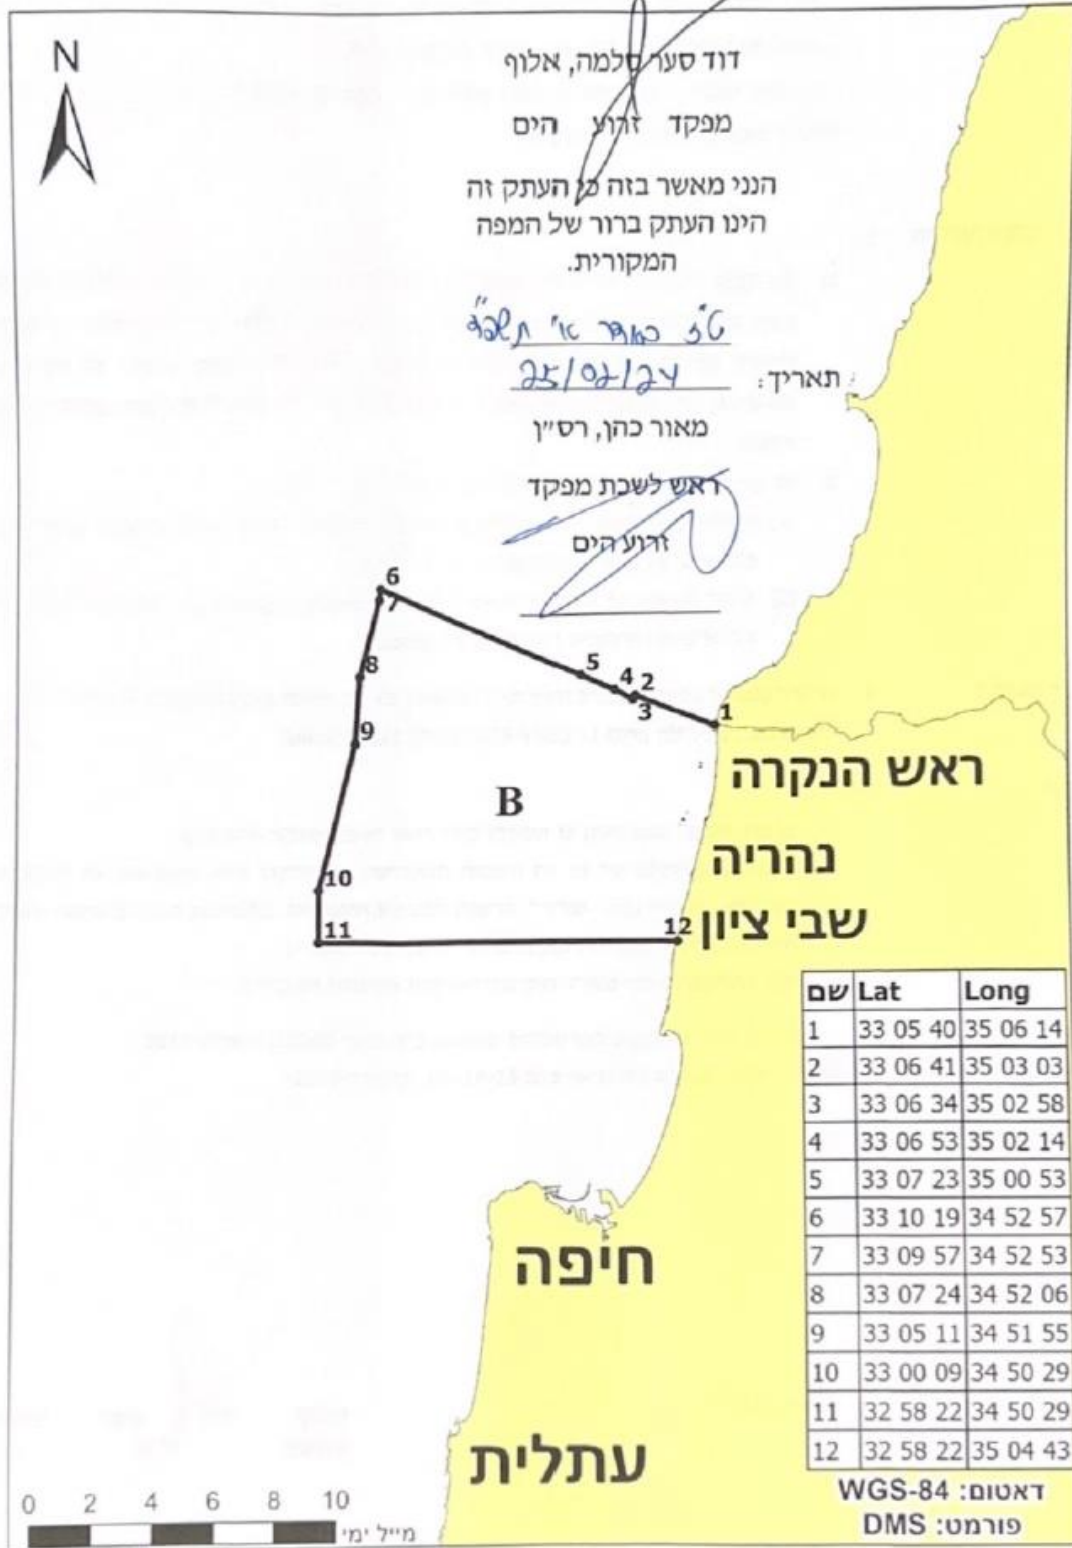 N
דוד סער סלמה, אלוף
מפקד זרוע הים
הנני מאשר בזה כי העתק זה
הינו העתק ברור של המפה
המקורית.
ט"ז באדר א' תשפ"ד
תאריך: 25/02/24
מאור כהן, רס"ן
ראש לשכת מפקד
זרוע הים
6
7
8
5
4
2
3
1
9
B
10
11
12
ראש הנקרה
נהריה
שבי ציון
חיפה
עתלית
שם Lat Long
1 33 05 40 35 06 14
2 33 06 41 35 03 03
3 33 06 34 35 02 58
4 33 06 53 35 02 14
5 33 07 23 35 00 53
6 33 10 19 34 52 57
7 33 09 57 34 52 53
8 33 07 24 34 52 06
9 33 05 11 34 51 55
10 33 00 09 34 50 29
11 32 58 22 34 50 29
12 32 58 22 35 04 43
דאטום: WGS-84
פורמט: DMS
0 2 4 6 8 10
מייל ימי